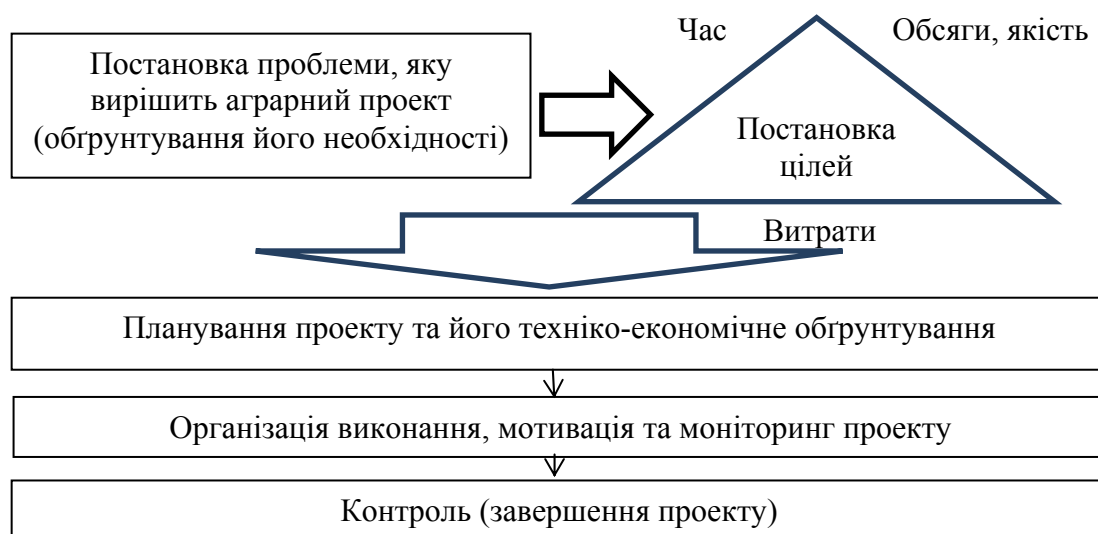 Час
Обсяги, якість
Постановка проблеми, яку
вирішить аграрний проект
(обґрунтування його необхідності)
Постановка
цілей
Витрати
Планування проекту та його техніко-економічне обґрунтування
Організація виконання, мотивація та моніторинг проекту
Контроль (завершення проекту)